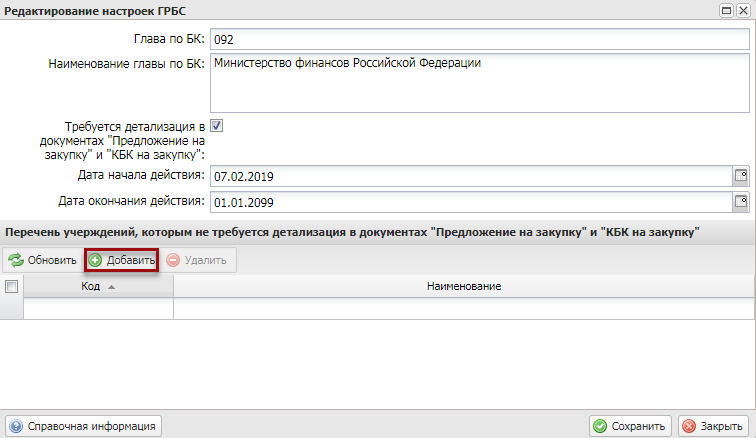 Редактирование настроек ГРБС
Глава по БК: 092
Наименование главы по БК: Министерство финансов Российской Федерации
Требуется детализация в
документах "Предложение на
закупку" и "КБК на закупку":
Дата начала действия: 07.02.2019
Дата окончания действия: 01.01.2099
Перечень учерждений, которым не требуется детализация в документах "Предложение на закупку" и "КБК на закупку"
Обновить Добавить Удалить
Код Наименование
Справочная информация Сохранить Закрыть